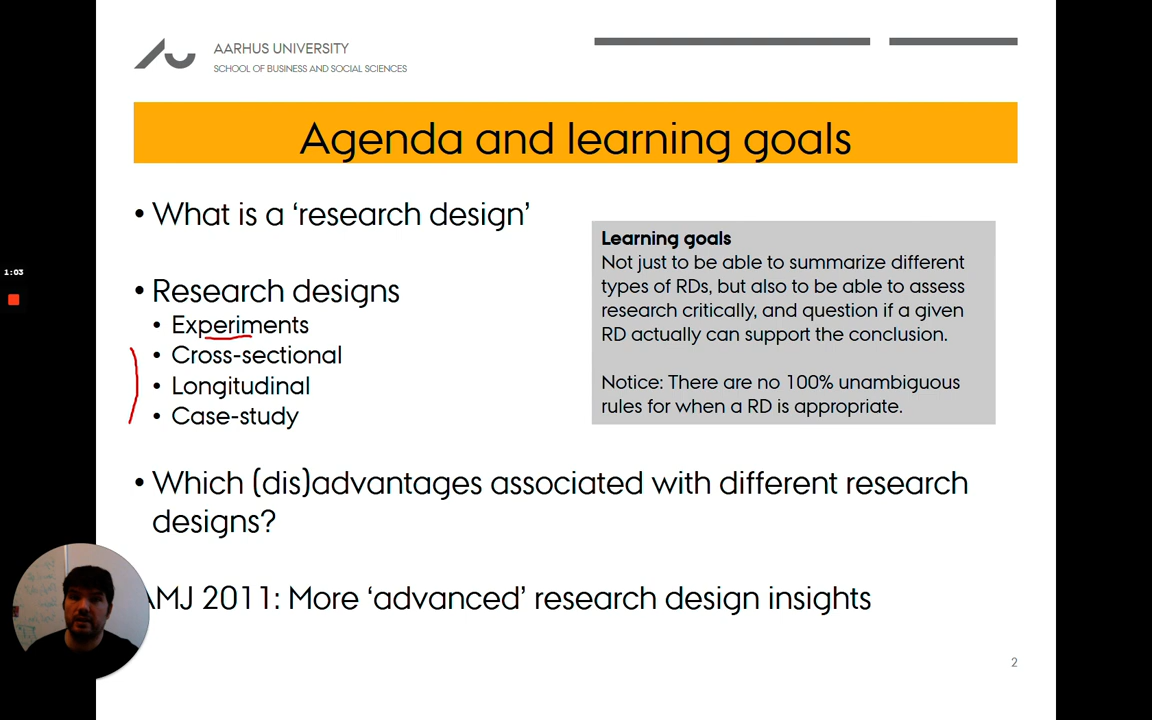 AARHUS UNIVERSITY
SCHOOL OF BUSINESS AND SOCIAL SCIENCES
Agenda and learning goals
• What is a ‘research design’
• Research designs
• Experiments
• Cross-sectional
• Longitudinal
• Case-study
Learning goals
Not just to be able to summarize different
types of RDs, but also to be able to assess
research critically, and question if a given
RD actually can support the conclusion.
Notice: There are no 100% unambiguous
rules for when a RD is appropriate.
• Which (dis)advantages associated with different research
designs?
AMJ 2011: More ‘advanced’ research design insights
2
1:03